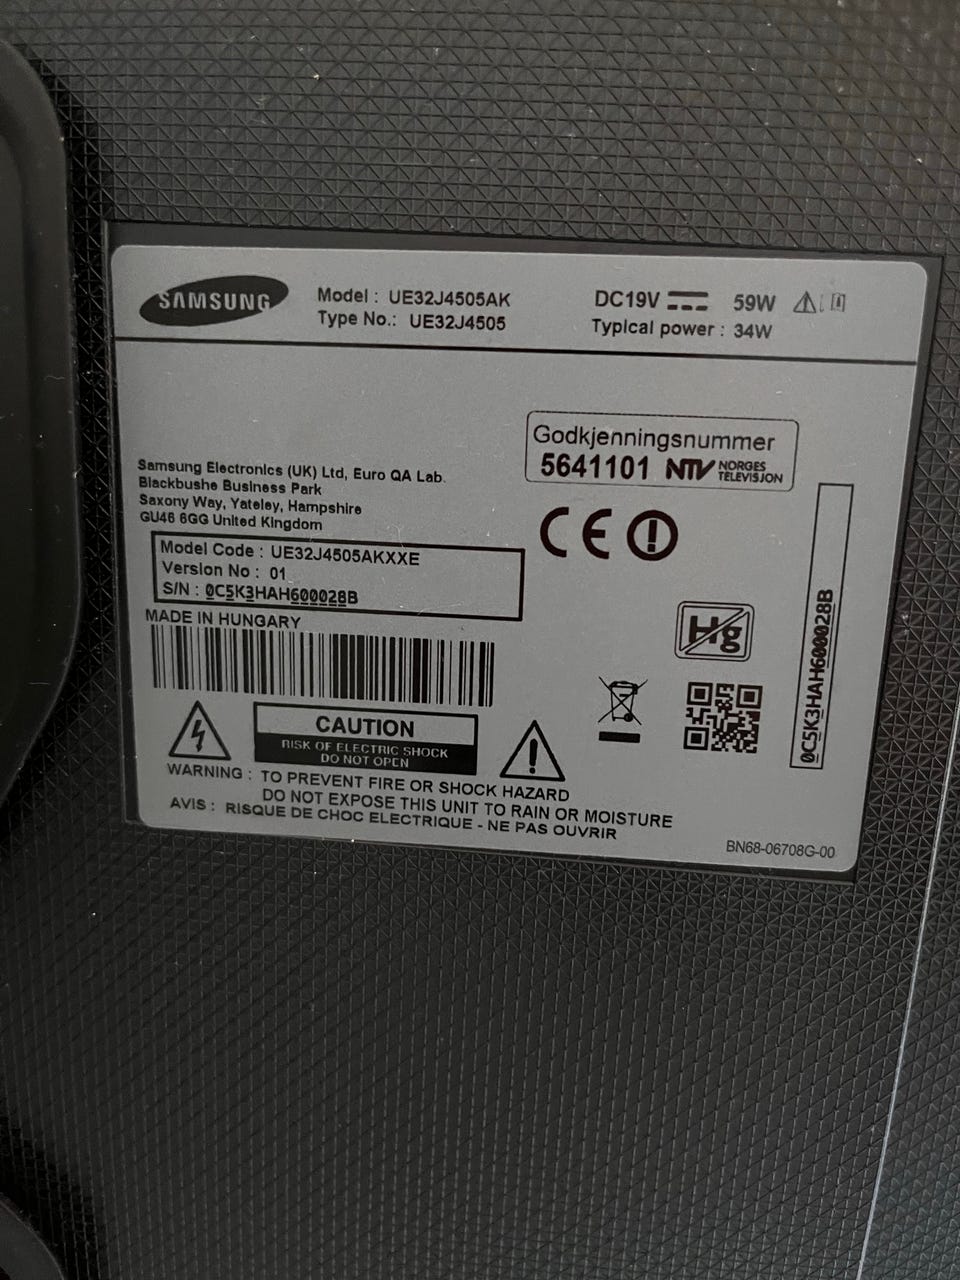 SAMSUNG
Model : UE32J4505AK
Type No.: UE32J4505
DC19V
59W
Typical power : 34W
Godkjenningsnummer
5641101 NTV NORGES TELEVISJON
Samsung Electronics (UK) Ltd, Euro QA Lab.
Blackbushe Business Park
Saxony Way, Yateley, Hampshire
GU46 6GG United Kingdom
CE
Model Code : UE32J4505AKXXE
Version No : 01
S/N : 0C5K3HAH600028B
MADE IN HUNGARY
Hg
0C5K3HAH600028B
CAUTION
RISK OF ELECTRIC SHOCK
DO NOT OPEN
WARNING : TO PREVENT FIRE OR SHOCK HAZARD
DO NOT EXPOSE THIS UNIT TO RAIN OR MOISTURE
AVIS : RISQUE DE CHOC ELECTRIQUE - NE PAS OUVRIR
BN68-06708G-00